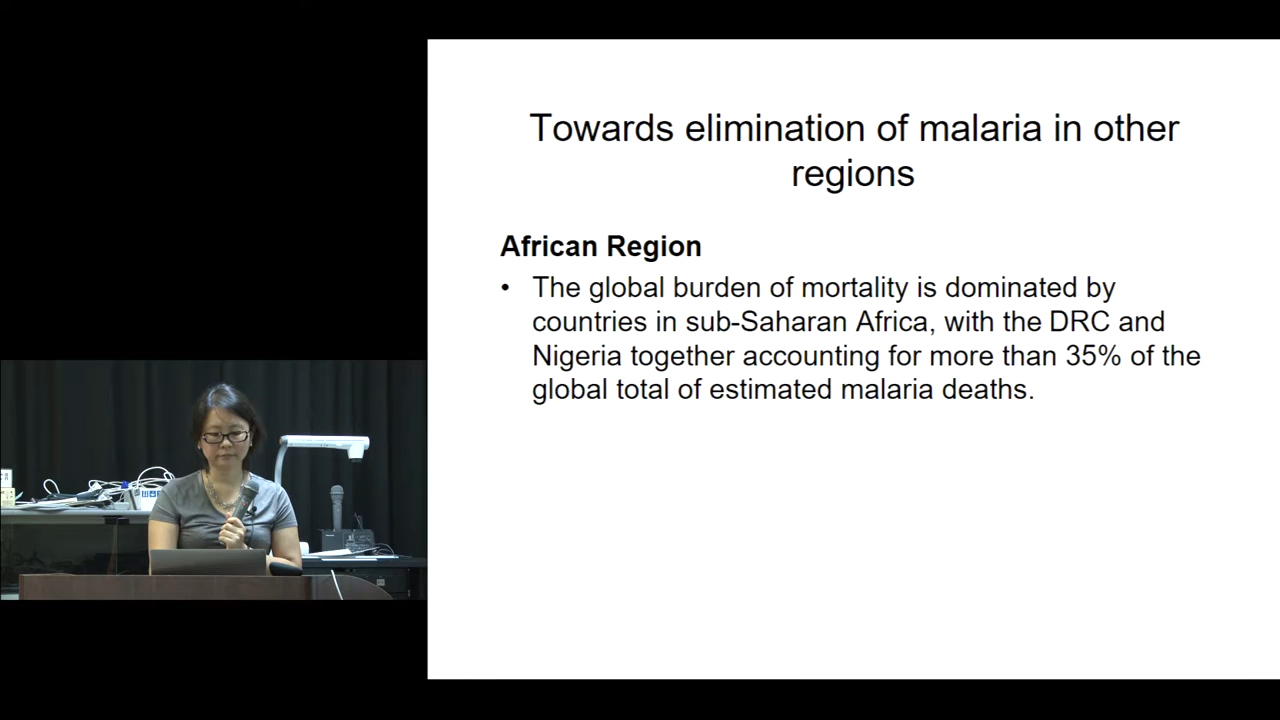 Towards elimination of malaria in other
regions
African Region
• The global burden of mortality is dominated by
countries in sub-Saharan Africa, with the DRC and
Nigeria together accounting for more than 35% of the
global total of estimated malaria deaths.